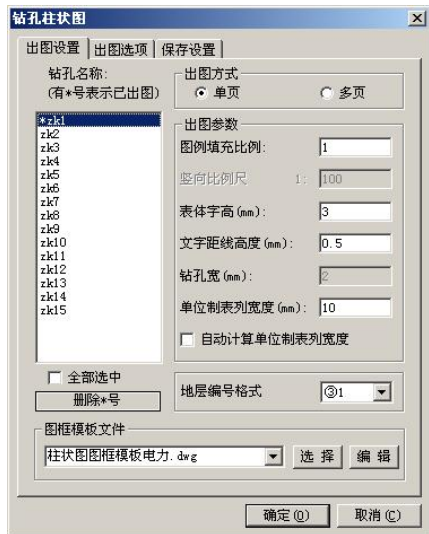 钻孔柱状图
出图设置 出图选项 保存设置
钻孔名称:
(有*号表示已出图)
*zk1
zk2
zk3
zk4
zk5
zk6
zk7
zk8
zk9
zk10
zk11
zk12
zk13
zk14
zk15
全部选中
删除*号
出图方式
单页 多页
出图参数
图例填充比例: 1
竖向比例尺 1: 100
表体字高(mm): 3
文字距线高度(mm): 0.5
钻孔宽(mm): 2
单位制表列宽度(mm): 10
自动计算单位制表列宽度
地层编号格式 ③1
图框模板文件
柱状图图框模板电力.dwg 选 择 编 辑
确定(O) 取消(C)